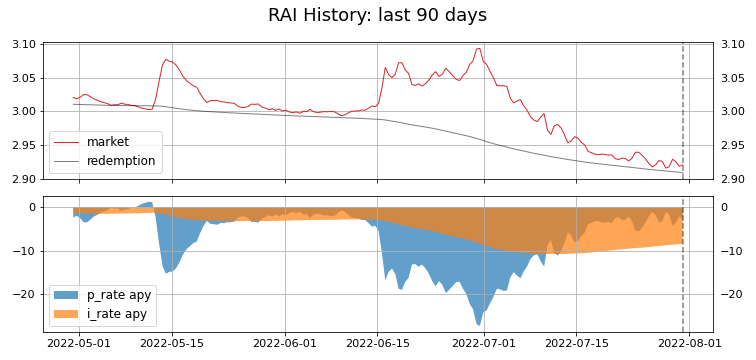 RAI History: last 90 days
3.10 3.10
3.05 3.05
3.00 3.00
2.95 2.95
2.90 2.90
market
redemption
0 0
−10 −10
−20 −20
p_rate apy
i_rate apy
2022-05-01 2022-05-15 2022-06-01 2022-06-15 2022-07-01 2022-07-15 2022-08-01